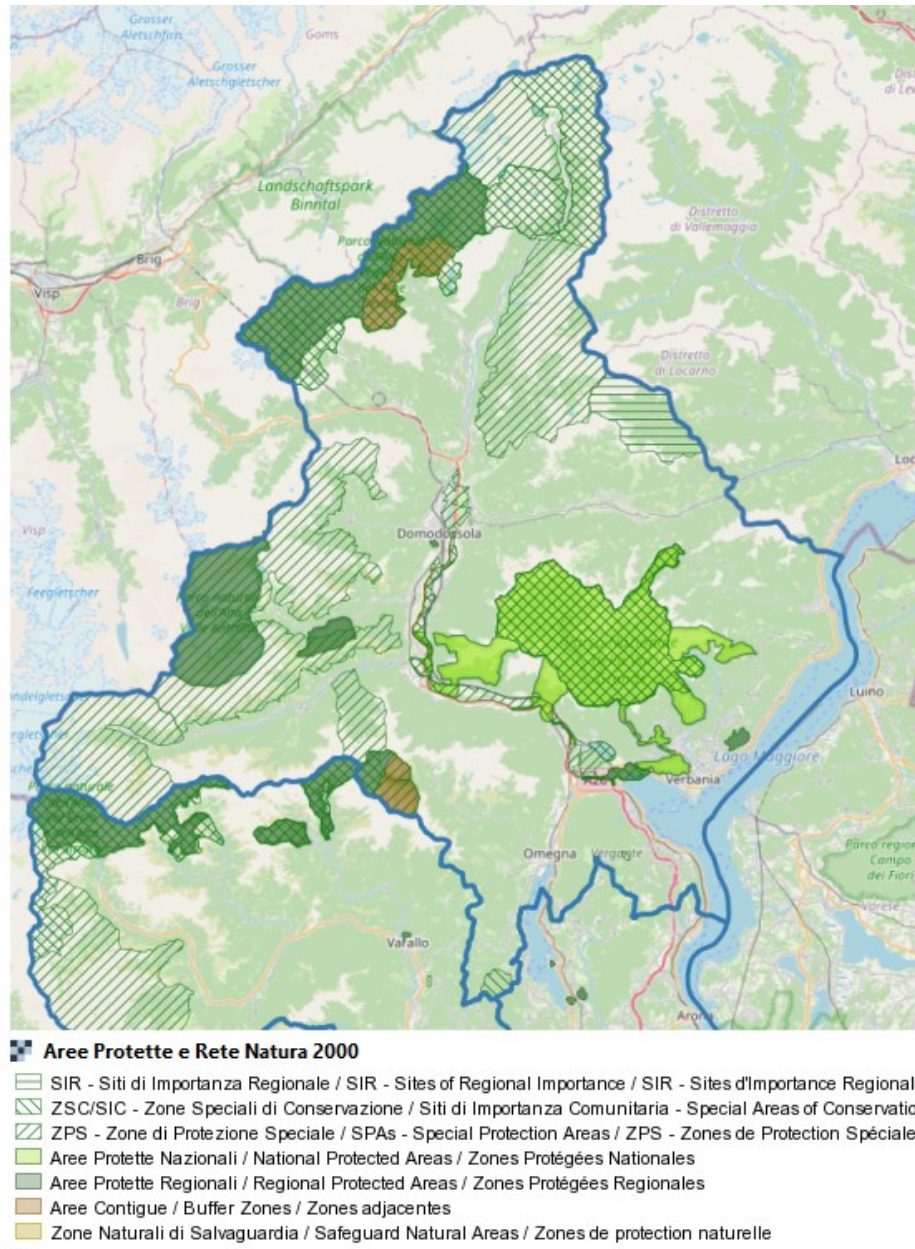 Grosser
Aletschfirn
Goms
Grosser
Aletschgletscher
Landschaftspark
Binntal
Distretto
di Vallemaggia
Brig
Visp
Brig
Distretto
di Locarno
Visp
Domodossola
Feegletscher
Luino
Lago Maggiore
Verbania
Omegna
Vergante
Parco region
Campo
dei Fiori
Varese
Varallo
Arona
Aree Protette e Rete Natura 2000
SIR - Siti di Importanza Regionale / SIR - Sites of Regional Importance / SIR - Sites d'Importance Regional
ZSC/SIC - Zone Speciali di Conservazione / Siti di Importanza Comunitaria - Special Areas of Conservatio
ZPS - Zone di Protezione Speciale / SPAs - Special Protection Areas / ZPS - Zones de Protection Spéciale
Aree Protette Nazionali / National Protected Areas / Zones Protégées Nationales
Aree Protette Regionali / Regional Protected Areas / Zones Protégées Regionales
Aree Contigue / Buffer Zones / Zones adjacentes
Zone Naturali di Salvaguardia / Safeguard Natural Areas / Zones de protection naturelle